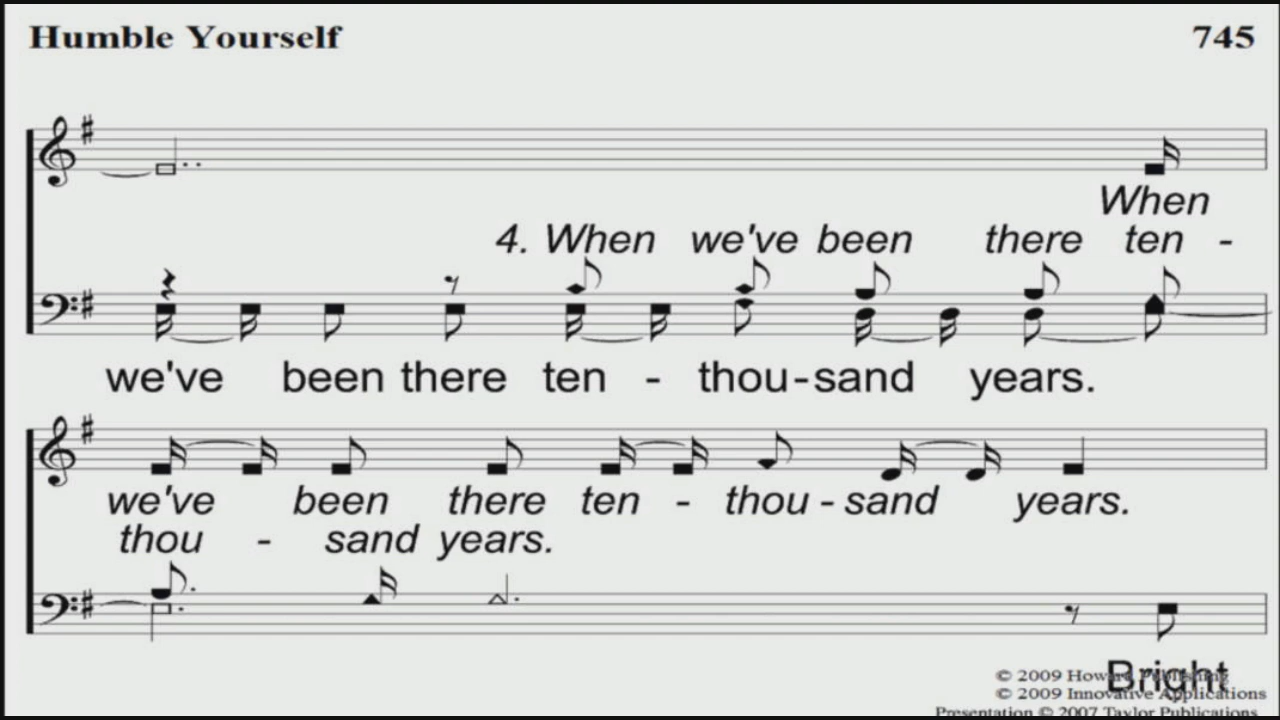 Humble Yourself 745
When
4. When we've been there ten -
we've been there ten - thou-sand years.
we've been there ten - thou - sand years.
thou - sand years.
Bright
© 2009 Howard Publishing
© 2009 Innovative Applications
Presentation © 2007 Taylor Publications